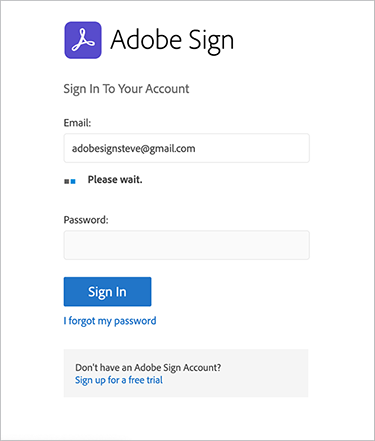 Adobe Sign
Sign In To Your Account
Email:
adobesignsteve@gmail.com
Please wait.
Password:
Sign In
I forgot my password
Don't have an Adobe Sign Account?
Sign up for a free trial